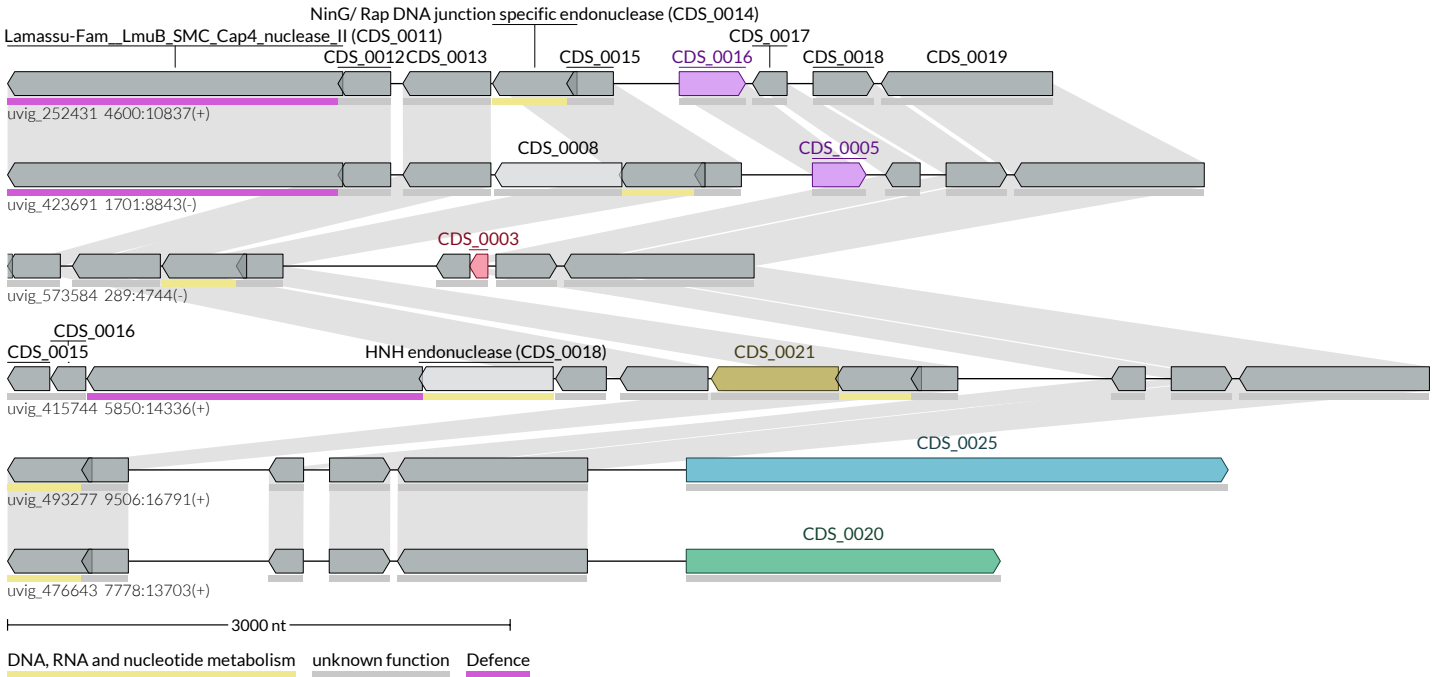 NinG/ Rap DNA junction specific endonuclease (CDS_0014)
Lamassu-Fam__LmuB_SMC_Cap4_nuclease_II (CDS_0011) CDS_0017
CDS_0012 CDS_0013 CDS_0015 CDS_0016 CDS_0018 CDS_0019
uvig_252431 4600:10837(+)
CDS_0008 CDS_0005
uvig_423691 1701:8843(-)
CDS_0003
uvig_573584 289:4744(-)
CDS_0016
CDS_0015 HNH endonuclease (CDS_0018) CDS_0021
uvig_415744 5850:14336(+)
CDS_0025
uvig_493277 9506:16791(+)
CDS_0020
uvig_476643 7778:13703(+)
3000 nt
DNA, RNA and nucleotide metabolism unknown function Defence